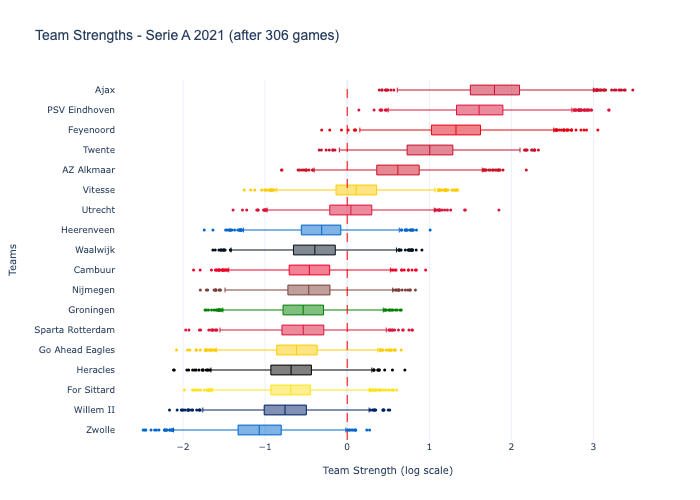 Team Strengths - Serie A 2021 (after 306 games)
Teams
Ajax
PSV Eindhoven
Feyenoord
Twente
AZ Alkmaar
Vitesse
Utrecht
Heerenveen
Waalwijk
Cambuur
Nijmegen
Groningen
Sparta Rotterdam
Go Ahead Eagles
Heracles
For Sittard
Willem II
Zwolle
−2 −1 0 1 2 3
Team Strength (log scale)